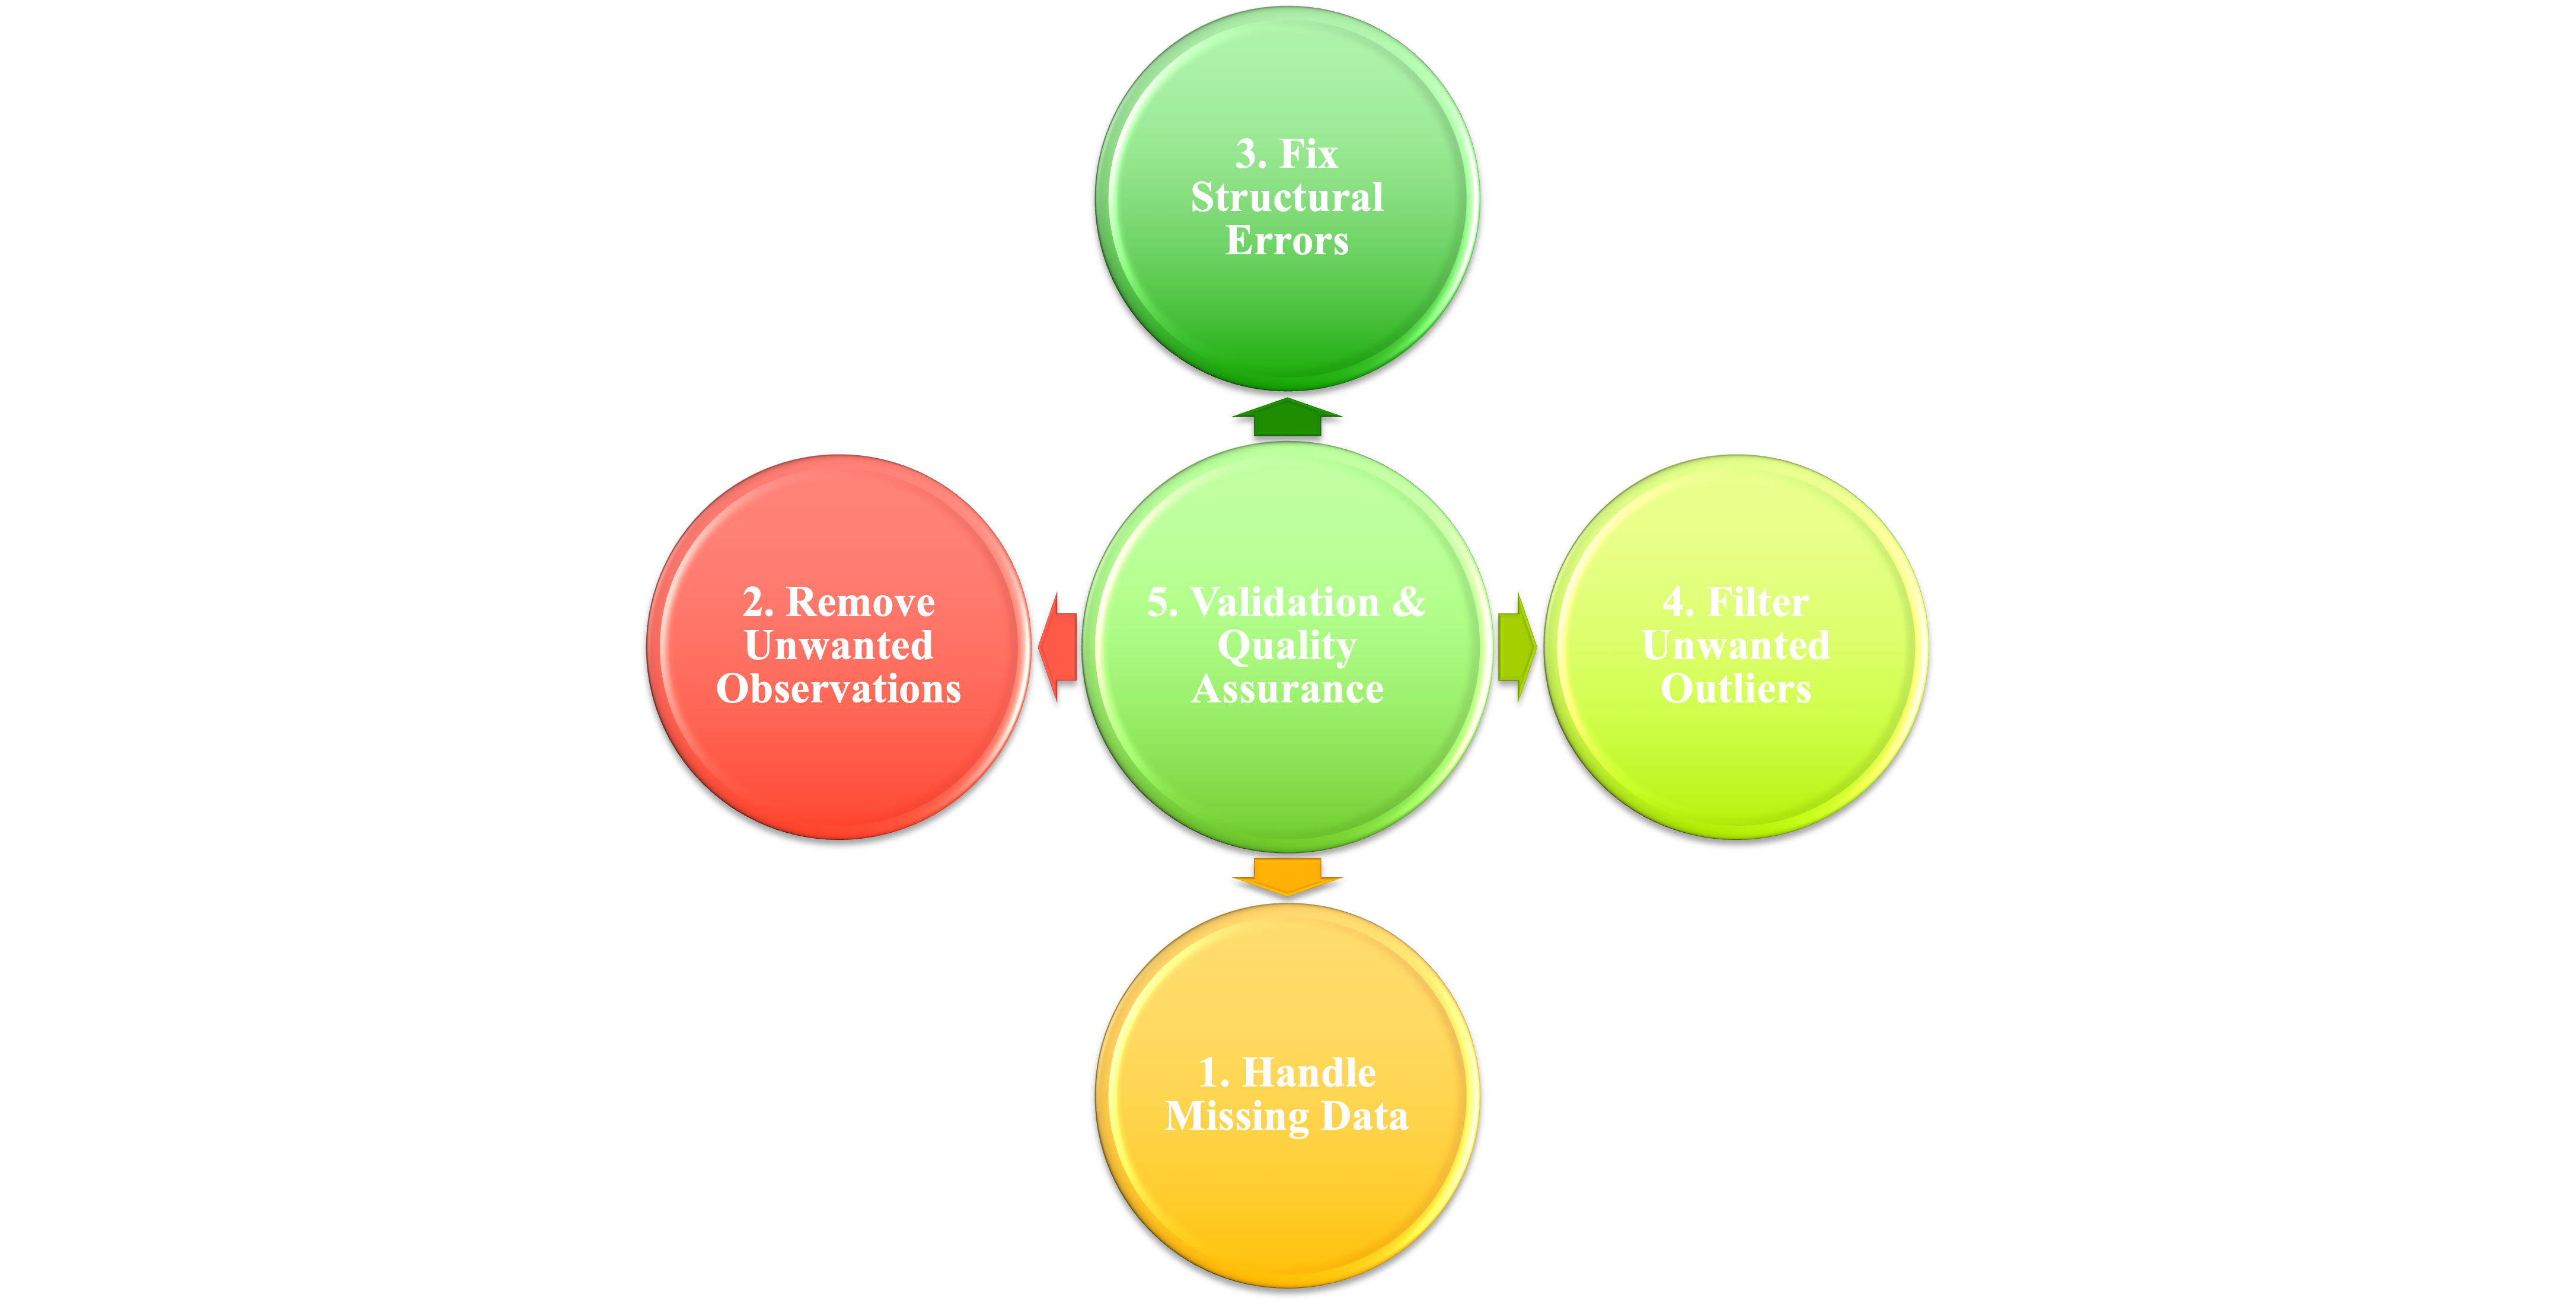 3. Fix
Structural
Errors
2. Remove
Unwanted
Observations
5. Validation &
Quality
Assurance
4. Filter
Unwanted
Outliers
1. Handle
Missing Data